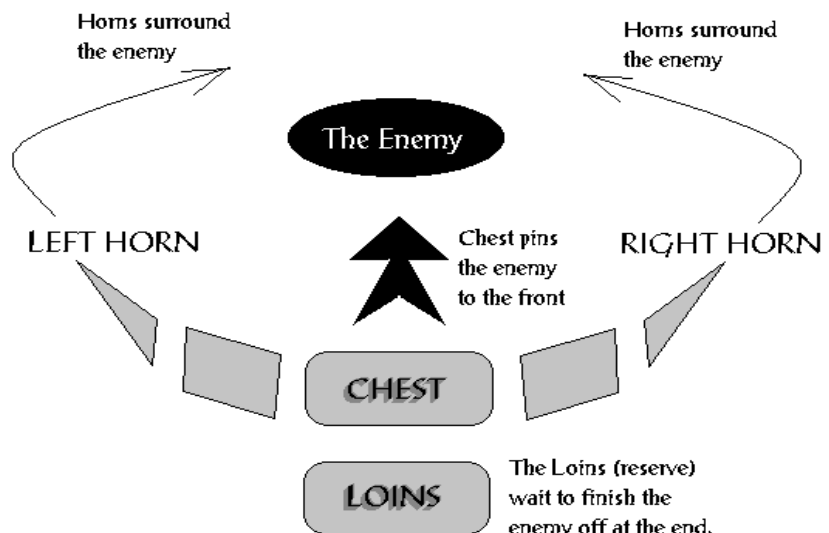 Horns surround
the enemy
Horns surround
the enemy
The Enemy
LEFT HORN
Chest pins
the enemy
to the front
RIGHT HORN
CHEST
LOINS
The Loins (reserve)
wait to finish the
enemy off at the end.